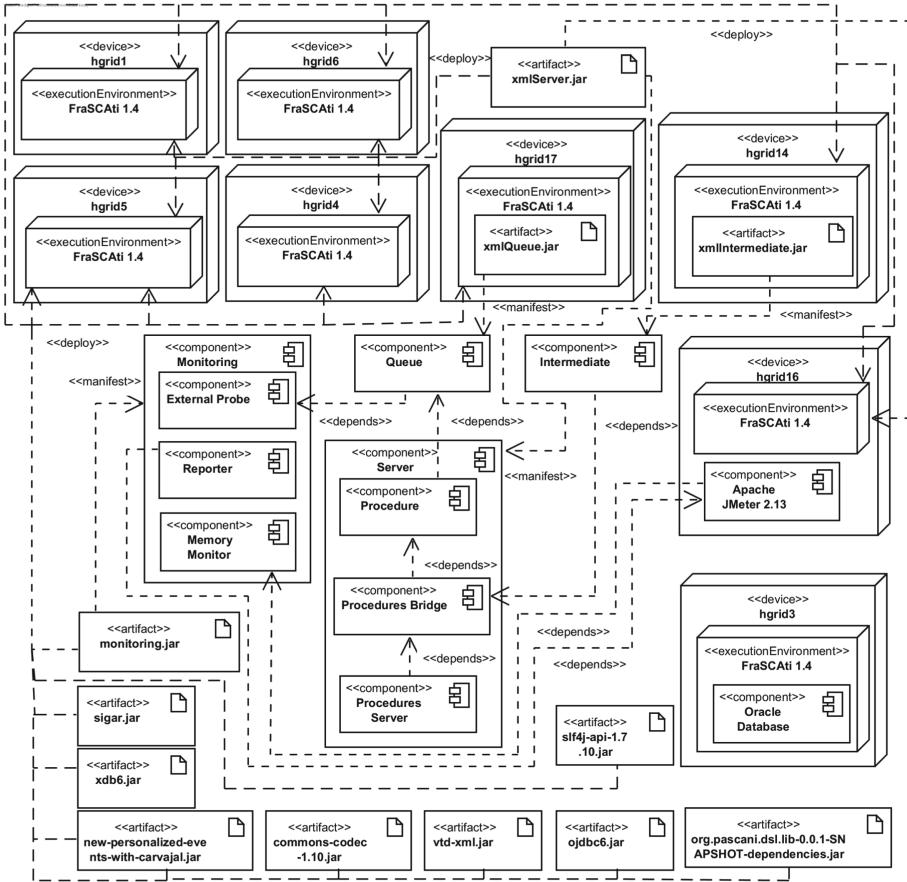 <<device>>
hgrid1
<<executionEnvironment>>
FraSCAti 1.4
<<device>>
hgrid6
<<executionEnvironment>>
FraSCAti 1.4
<<deploy>>
<<artifact>>
xmlServer.jar
<<deploy>>
<<device>>
hgrid5
<<executionEnvironment>>
FraSCAti 1.4
<<device>>
hgrid4
<<executionEnvironment>>
FraSCAti 1.4
<<device>>
hgrid17
<<executionEnvironment>>
FraSCAti 1.4
<<artifact>>
xmlQueue.jar
<<device>>
hgrid14
<<executionEnvironment>>
FraSCAti 1.4
<<artifact>>
xmlIntermediate.jar
<<deploy>>
<<manifest>>
<<manifest>>
<<manifest>>
<<component>>
Monitoring
<<component>>
External Probe
<<component>>
Reporter
<<component>>
Memory
Monitor
<<component>>
Queue
<<component>>
Intermediate
<<depends>>
<<depends>>
<<depends>>
<<component>>
Server
<<manifest>>
<<component>>
Procedure
<<depends>>
<<component>>
Procedures Bridge
<<depends>>
<<component>>
Procedures
Server
<<device>>
hgrid16
<<executionEnvironment>>
FraSCAti 1.4
<<component>>
Apache
JMeter 2.13
<<depends>>
<<depends>>
<<device>>
hgrid3
<<executionEnvironment>>
FraSCAti 1.4
<<component>>
Oracle
Database
<<artifact>>
monitoring.jar
<<artifact>>
sigar.jar
<<artifact>>
xdb6.jar
<<artifact>>
slf4j-api-1.7
.10.jar
<<artifact>>
new-personalized-eve
nts-with-carvajal.jar
<<artifact>>
commons-codec
-1.10.jar
<<artifact>>
vtd-xml.jar
<<artifact>>
ojdbc6.jar
<<artifact>>
org.pascani.dsl.lib-0.0.1-SN
APSHOT-dependencies.jar